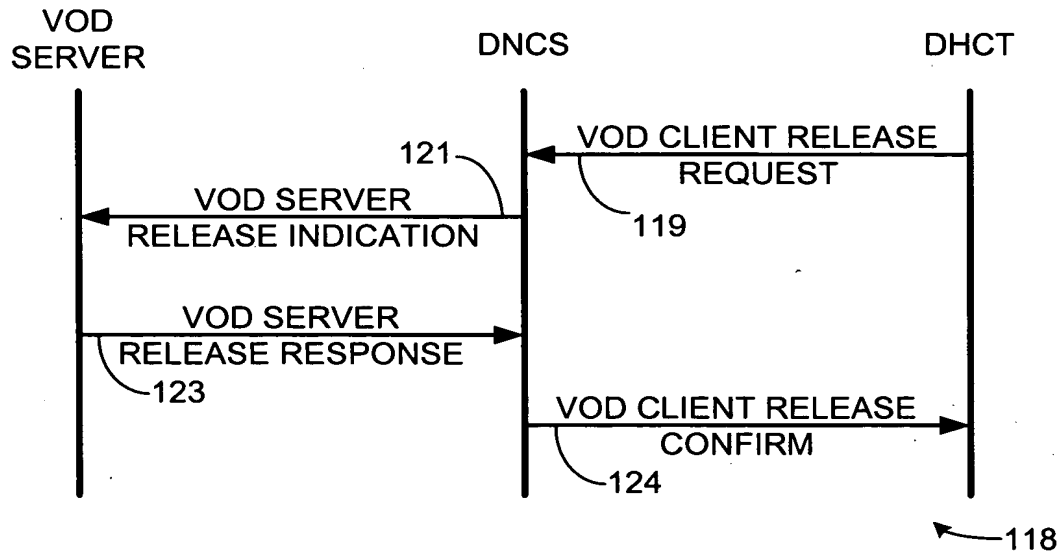 VOD
SERVER
DNCS
DHCT
VOD CLIENT RELEASE
REQUEST
119
121
VOD SERVER
RELEASE INDICATION
VOD SERVER
RELEASE RESPONSE
123
VOD CLIENT RELEASE
CONFIRM
124
118